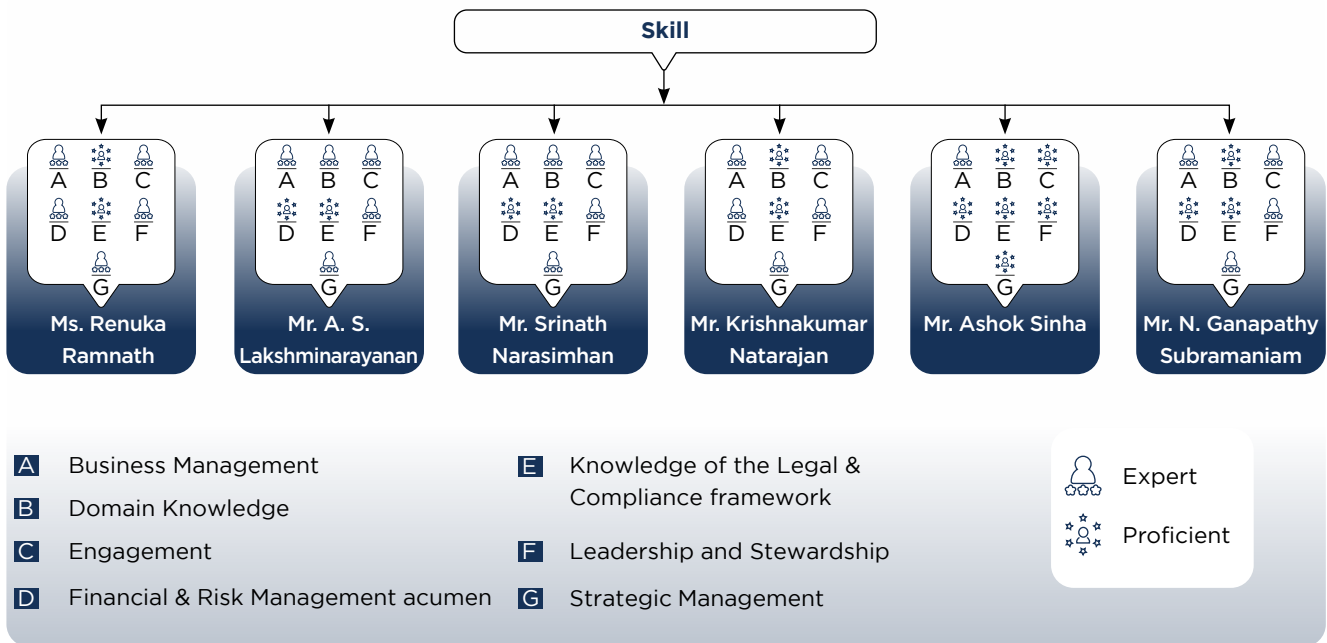 Skill
A B C
D E F
G
Ms. Renuka
Ramnath
A B C
D E F
G
Mr. A. S.
Lakshminarayanan
A B C
D E F
G
Mr. Srinath
Narasimhan
A B C
D E F
G
Mr. Krishnakumar
Natarajan
A B C
D E F
G
Mr. Ashok Sinha
A B C
D E F
G
Mr. N. Ganapathy
Subramaniam
A Business Management
B Domain Knowledge
C Engagement
D Financial & Risk Management acumen
E Knowledge of the Legal &
Compliance framework
F Leadership and Stewardship
G Strategic Management
Expert
Proficient